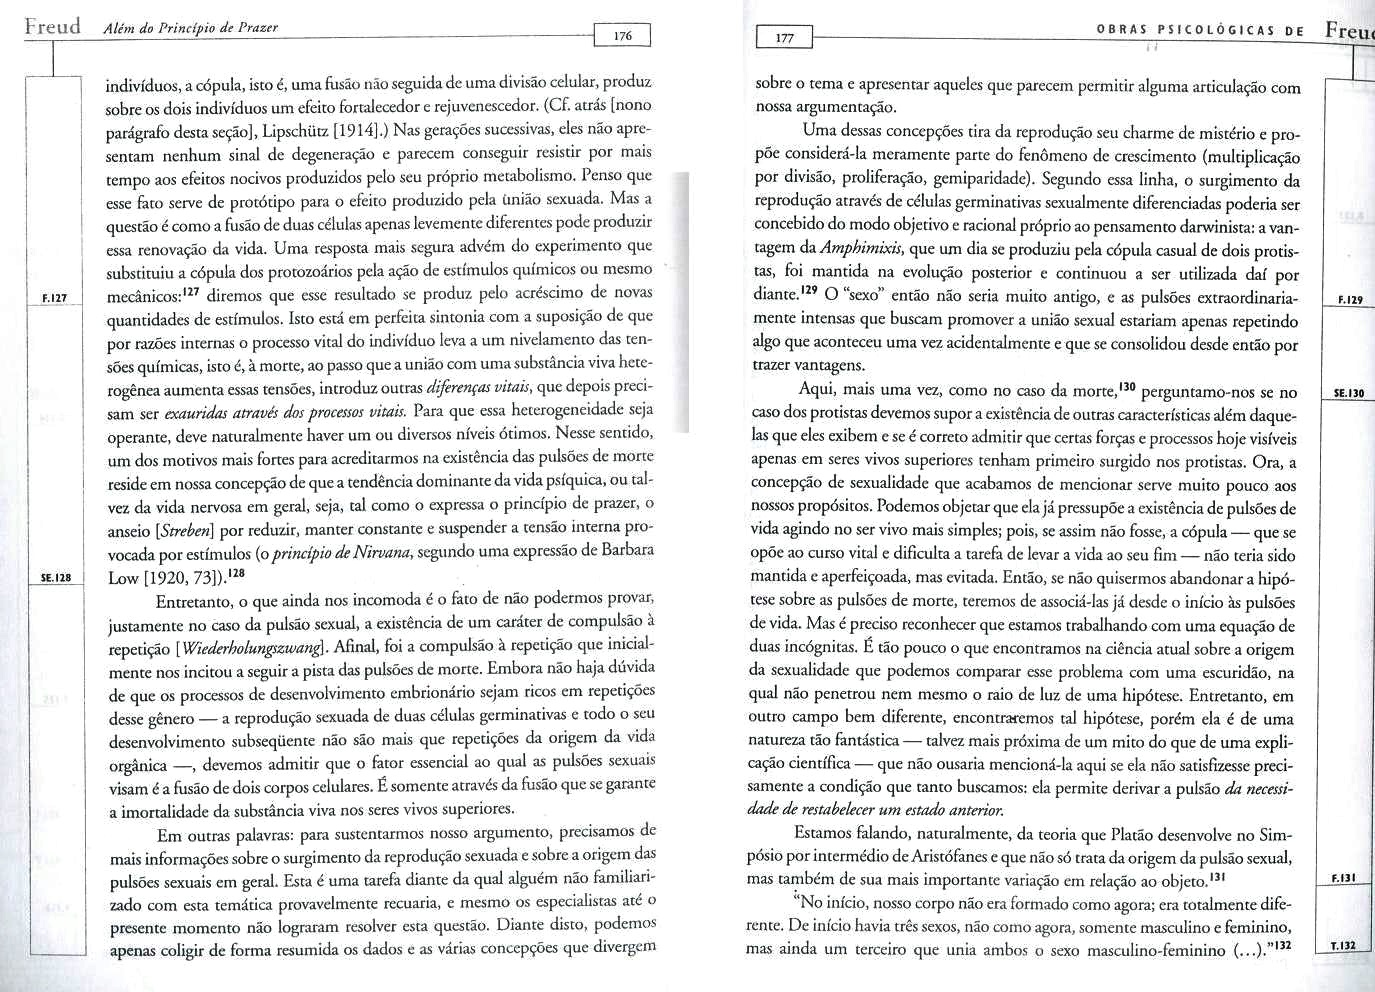 Freud Além do Princípio de Prazer 176
indivíduos, a cópula, isto é, uma fusão não seguida de uma divisão celular, produz
sobre os dois indivíduos um efeito fortalecedor e rejuvenescedor. (Cf. atrás [nono
parágrafo desta seção], Lipschütz [1914].) Nas gerações sucessivas, eles não apre-
sentam nenhum sinal de degeneração e parecem conseguir resistir por mais
tempo aos efeitos nocivos produzidos pelo seu próprio metabolismo. Penso que
esse fato serve de protótipo para o efeito produzido pela união sexuada. Mas a
questão é como a fusão de duas células apenas levemente diferentes pode produzir
essa renovação da vida. Uma resposta mais segura advém do experimento que
substituiu a cópula dos protozoários pela ação de estímulos químicos ou mesmo
F.127 mecânicos:127 diremos que esse resultado se produz pelo acréscimo de novas
quantidades de estímulos. Isto está em perfeita sintonia com a suposição de que
por razões internas o processo vital do indivíduo leva a um nivelamento das ten-
sões químicas, isto é, à morte, ao passo que a união com uma substância viva hete-
rogênea aumenta essas tensões, introduz outras diferenças vitais, que depois preci-
sam ser exauridas através dos processos vitais. Para que essa heterogeneidade seja
operante, deve naturalmente haver um ou diversos níveis ótimos. Nesse sentido,
um dos motivos mais fortes para acreditarmos na existência das pulsões de morte
reside em nossa concepção de que a tendência dominante da vida psíquica, ou tal-
vez da vida nervosa em geral, seja, tal como o expressa o princípio de prazer, o
anseio [Streben] por reduzir, manter constante e suspender a tensão interna pro-
vocada por estímulos (o princípio de Nirvana, segundo uma expressão de Barbara
SE.128 Low [1920, 73]).128
Entretanto, o que ainda nos incomoda é o fato de não podermos provar,
justamente no caso da pulsão sexual, a existência de um caráter de compulsão à
repetição [Wiederholungszwang]. Afinal, foi a compulsão à repetição que inicial-
mente nos incitou a seguir a pista das pulsões de morte. Embora não haja dúvida
de que os processos de desenvolvimento embrionário sejam ricos em repetições
desse gênero — a reprodução sexuada de duas células germinativas e todo o seu
desenvolvimento subseqüente não são mais que repetições da origem da vida
orgânica —, devemos admitir que o fator essencial ao qual as pulsões sexuais
visam é a fusão de dois corpos celulares. É somente através da fusão que se garante
a imortalidade da substância viva nos seres vivos superiores.
Em outras palavras: para sustentarmos nosso argumento, precisamos de
mais informações sobre o surgimento da reprodução sexuada e sobre a origem das
pulsões sexuais em geral. Esta é uma tarefa diante da qual alguém não familiari-
zado com esta temática provavelmente recuaria, e mesmo os especialistas até o
presente momento não lograram resolver esta questão. Diante disto, podemos
apenas coligir de forma resumida os dados e as várias concepções que divergem
177 OBRAS PSICOLÓGICAS DE Freud
sobre o tema e apresentar aqueles que parecem permitir alguma articulação com
nossa argumentação.
Uma dessas concepções tira da reprodução seu charme de mistério e pro-
põe considerá-la meramente parte do fenômeno de crescimento (multiplicação
por divisão, proliferação, gemiparidade). Segundo essa linha, o surgimento da
reprodução através de células germinativas sexualmente diferenciadas poderia ser
concebido do modo objetivo e racional próprio ao pensamento darwinista: a van-
tagem da Amphimixis, que um dia se produziu pela cópula casual de dois protis-
tas, foi mantida na evolução posterior e continuou a ser utilizada daí por
diante.129 O “sexo” então não seria muito antigo, e as pulsões extraordinaria- F.129
mente intensas que buscam promover a união sexual estariam apenas repetindo
algo que aconteceu uma vez acidentalmente e que se consolidou desde então por
trazer vantagens.
Aqui, mais uma vez, como no caso da morte,130 perguntamo-nos se no SE.130
caso dos protistas devemos supor a existência de outras características além daque-
las que eles exibem e se é correto admitir que certas forças e processos hoje visíveis
apenas em seres vivos superiores tenham primeiro surgido nos protistas. Ora, a
concepção de sexualidade que acabamos de mencionar serve muito pouco aos
nossos propósitos. Podemos objetar que ela já pressupõe a existência de pulsões de
vida agindo no ser vivo mais simples; pois, se assim não fosse, a cópula — que se
opõe ao curso vital e dificulta a tarefa de levar a vida ao seu fim — não teria sido
mantida e aperfeiçoada, mas evitada. Então, se não quisermos abandonar a hipó-
tese sobre as pulsões de morte, teremos de associá-las já desde o início às pulsões
de vida. Mas é preciso reconhecer que estamos trabalhando com uma equação de
duas incógnitas. É tão pouco o que encontramos na ciência atual sobre a origem
da sexualidade que podemos comparar esse problema com uma escuridão, na
qual não penetrou nem mesmo o raio de luz de uma hipótese. Entretanto, em
outro campo bem diferente, encontraremos tal hipótese, porém ela é de uma
natureza tão fantástica — talvez mais próxima de um mito do que de uma expli-
cação científica — que não ousaria mencioná-la aqui se ela não satisfizesse preci-
samente a condição que tanto buscamos: ela permite derivar a pulsão da necessi-
dade de restabelecer um estado anterior.
Estamos falando, naturalmente, da teoria que Platão desenvolve no Sim-
pósio por intermédio de Aristófanes e que não só trata da origem da pulsão sexual,
mas também de sua mais importante variação em relação ao objeto.131 F.131
“No início, nosso corpo não era formado como agora; era totalmente dife-
rente. De início havia três sexos, não como agora, somente masculino e feminino,
mas ainda um terceiro que unia ambos o sexo masculino-feminino (...).”132 T.132